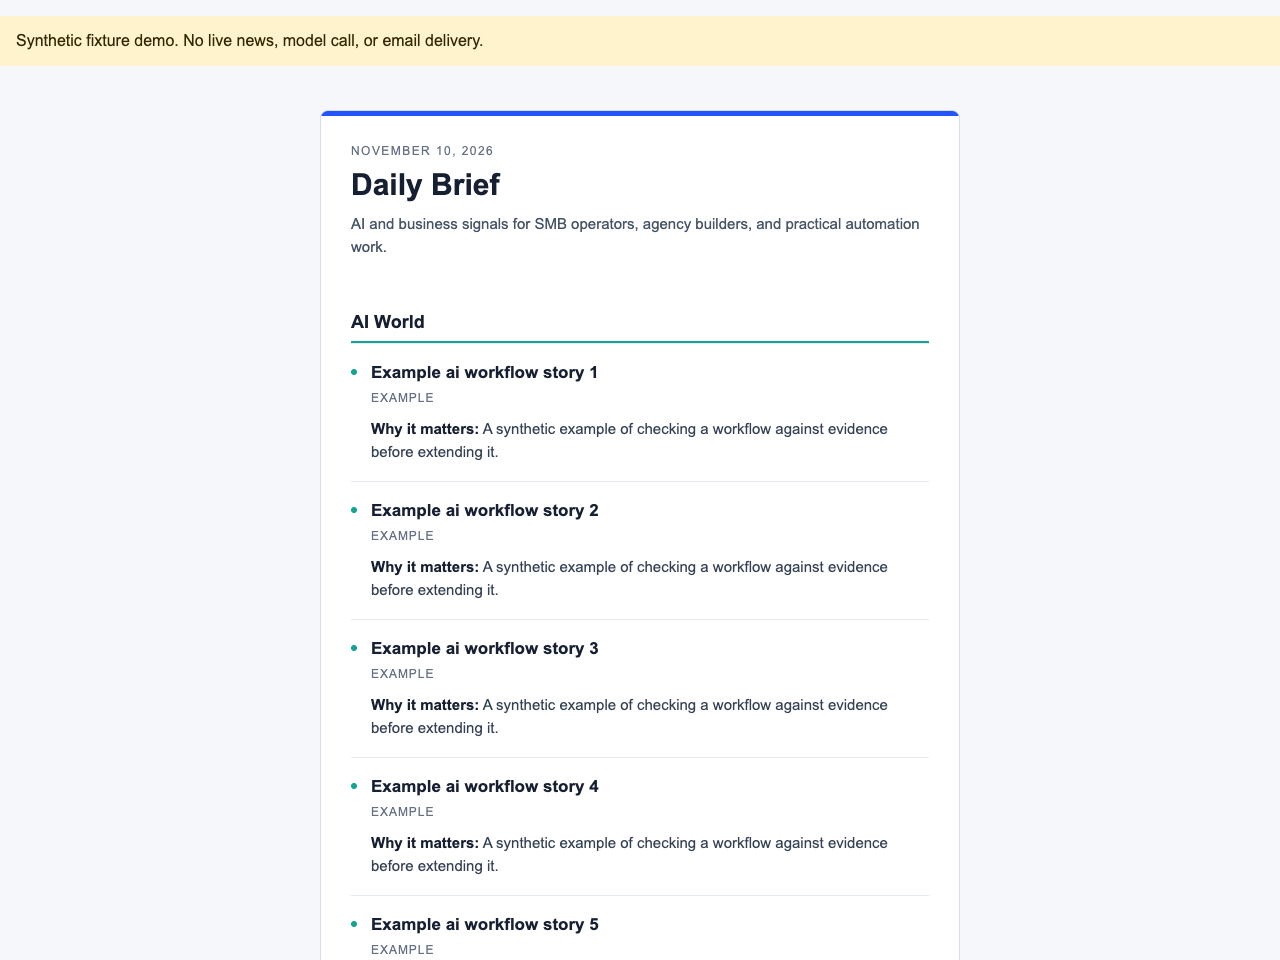 Synthetic fixture demo. No live news, model call, or email delivery.
NOVEMBER 10, 2026
Daily Brief
AI and business signals for SMB operators, agency builders, and practical automation
work.
AI World
Example ai workflow story 1
EXAMPLE
Why it matters: A synthetic example of checking a workflow against evidence
before extending it.
Example ai workflow story 2
EXAMPLE
Why it matters: A synthetic example of checking a workflow against evidence
before extending it.
Example ai workflow story 3
EXAMPLE
Why it matters: A synthetic example of checking a workflow against evidence
before extending it.
Example ai workflow story 4
EXAMPLE
Why it matters: A synthetic example of checking a workflow against evidence
before extending it.
Example ai workflow story 5
EXAMPLE